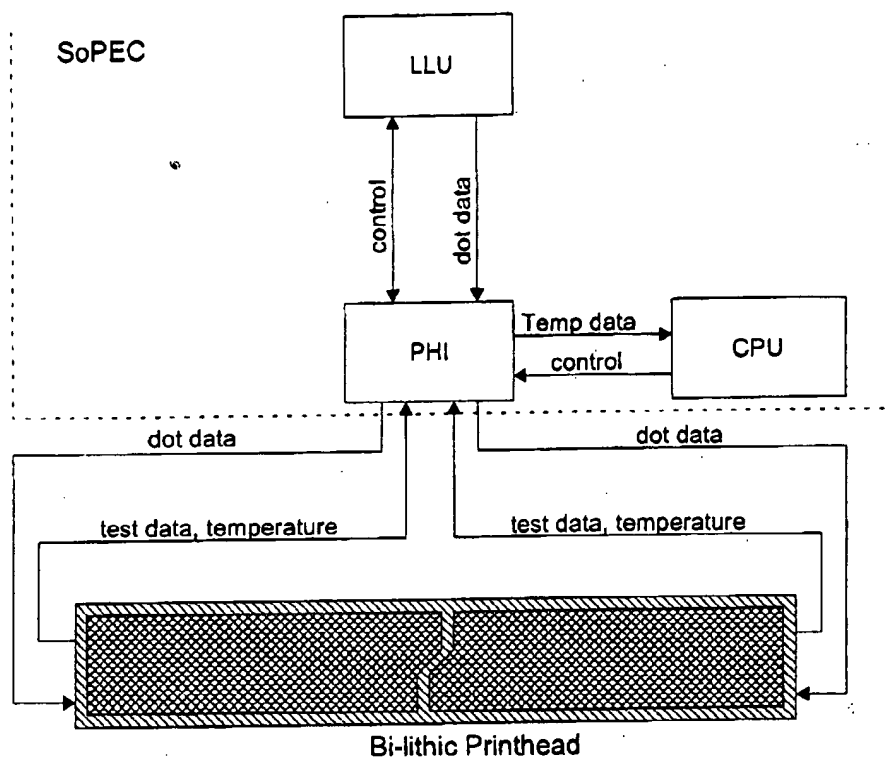 SoPEC
LLU
control
dot data
PHI
Temp data
control
CPU
dot data
dot data
test data, temperature
test data, temperature
Bi-lithic Printhead